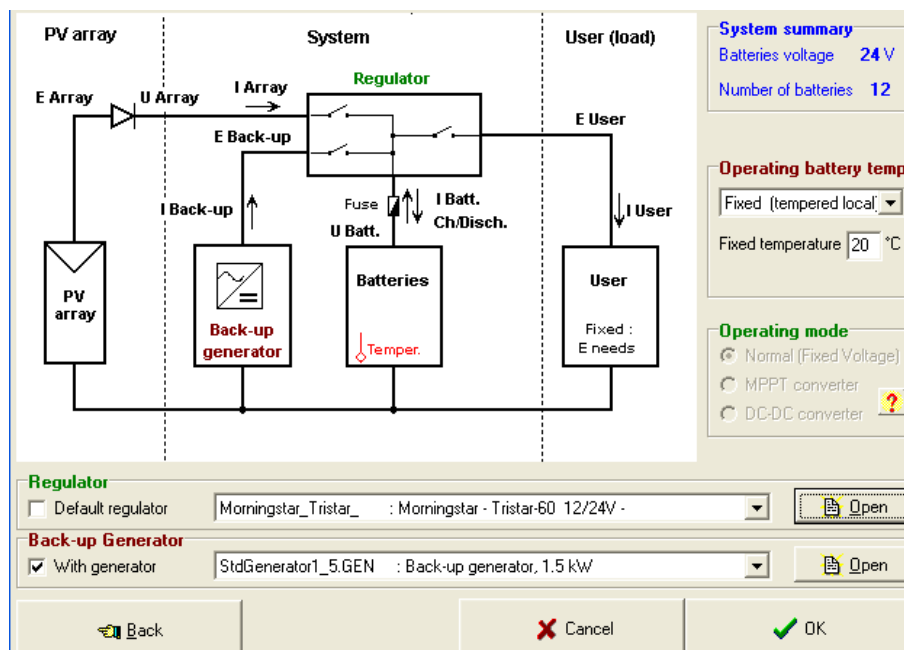 PV array
System
User (load)
Regulator
E Array
U Array
I Array
E Back-up
E User
I Back-up
Fuse
U Batt.
I Batt.
Ch/Disch.
I User
PV
array
Back-up
generator
Batteries
Temper.
User
Fixed :
E needs
System summary
Batteries voltage 24 V
Number of batteries 12
Operating battery temp
Fixed (tempered local)
Fixed temperature 20 °C
Operating mode
Normal (Fixed Voltage)
MPPT converter
DC-DC converter
?
Regulator
Default regulator Morningstar_Tristar_ : Morningstar - Tristar-60 12/24V - Open
Back-up Generator
With generator StdGenerator1_5.GEN : Back-up generator, 1.5 kW Open
Back Cancel OK